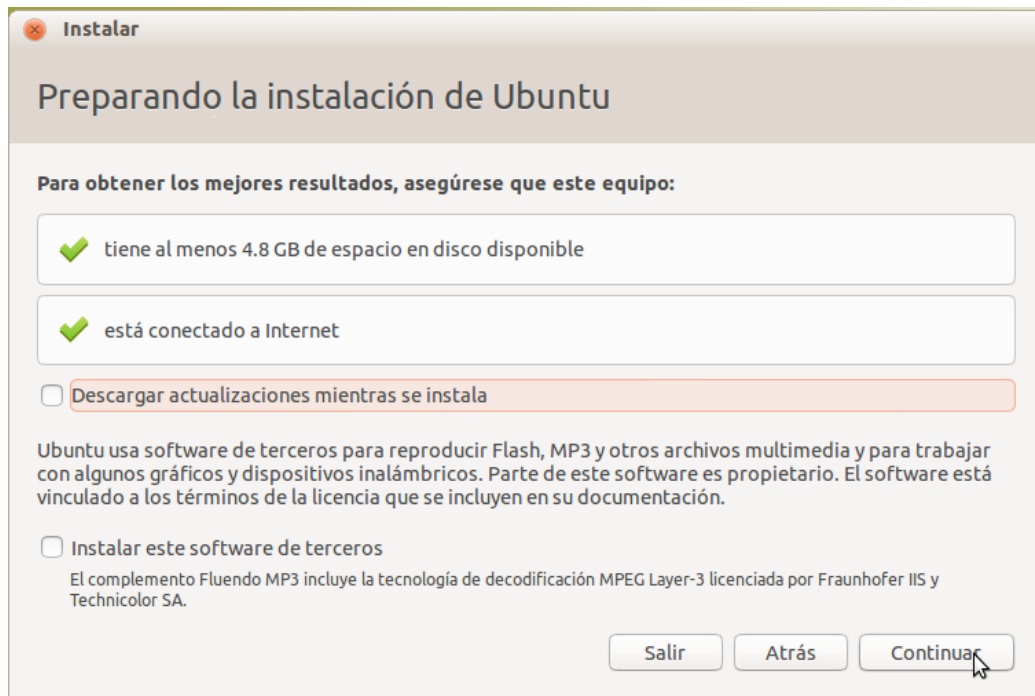 Instalar
Preparando la instalación de Ubuntu
Para obtener los mejores resultados, asegúrese que este equipo:
tiene al menos 4.8 GB de espacio en disco disponible
está conectado a Internet
Descargar actualizaciones mientras se instala
Ubuntu usa software de terceros para reproducir Flash, MP3 y otros archivos multimedia y para trabajar
con algunos gráficos y dispositivos inalámbricos. Parte de este software es propietario. El software está
vinculado a los términos de la licencia que se incluyen en su documentación.
Instalar este software de terceros
El complemento Fluendo MP3 incluye la tecnología de decodificación MPEG Layer-3 licenciada por Fraunhofer IIS y
Technicolor SA.
Salir Atrás Continuar